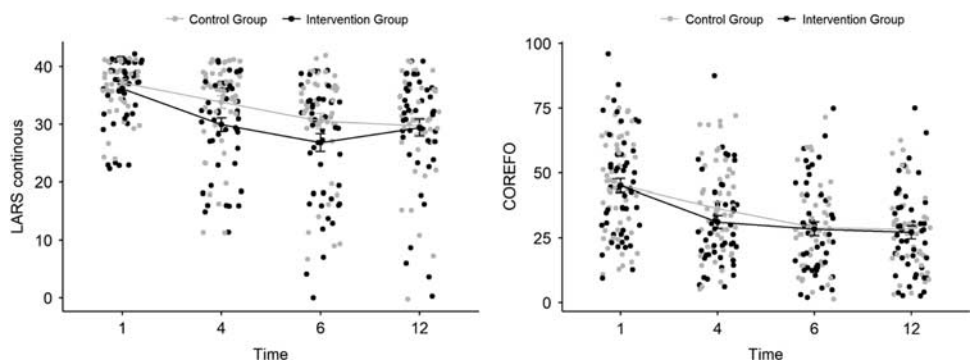 Control Group Intervention Group
40
30
20
10
0
LARS continous
1 4 6 12
Time
Control Group Intervention Group
100
75
50
25
0
COREFO
1 4 6 12
Time